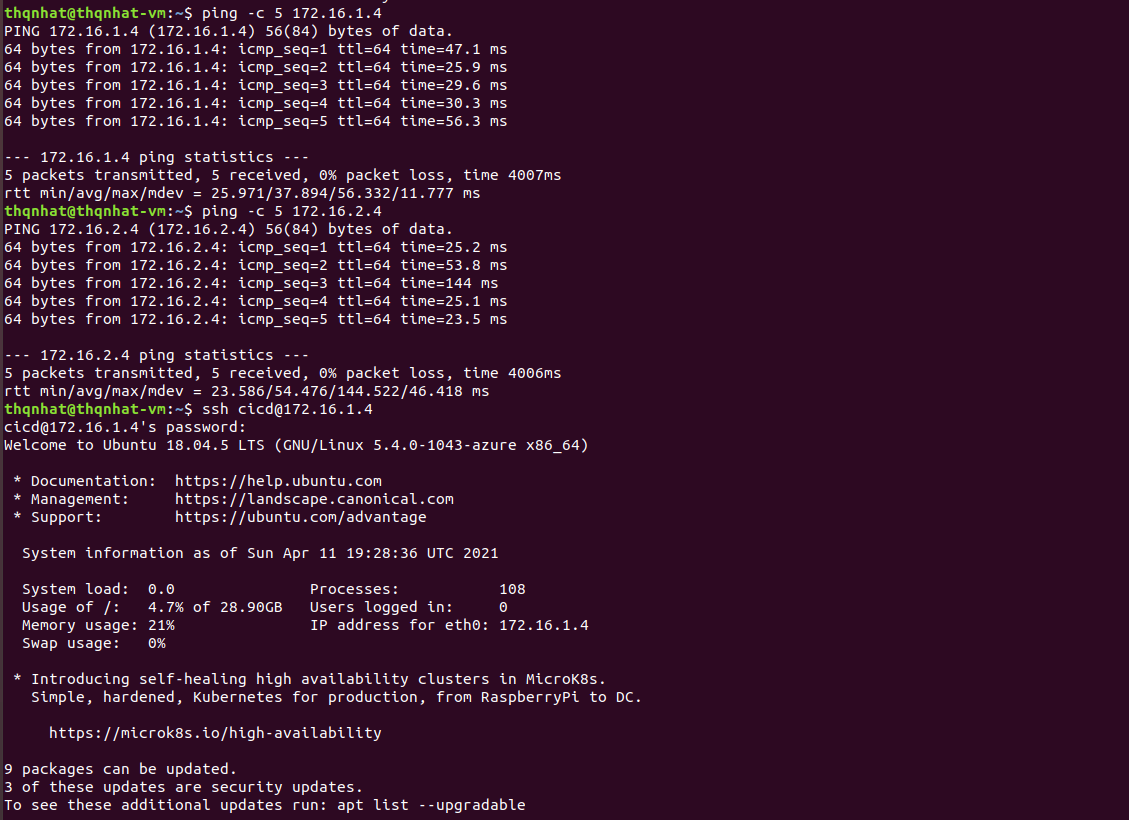 thqnhat@thqnhat-vm:~$ ping -c 5 172.16.1.4
PING 172.16.1.4 (172.16.1.4) 56(84) bytes of data.
64 bytes from 172.16.1.4: icmp_seq=1 ttl=64 time=47.1 ms
64 bytes from 172.16.1.4: icmp_seq=2 ttl=64 time=25.9 ms
64 bytes from 172.16.1.4: icmp_seq=3 ttl=64 time=29.6 ms
64 bytes from 172.16.1.4: icmp_seq=4 ttl=64 time=30.3 ms
64 bytes from 172.16.1.4: icmp_seq=5 ttl=64 time=56.3 ms

--- 172.16.1.4 ping statistics ---
5 packets transmitted, 5 received, 0% packet loss, time 4007ms
rtt min/avg/max/mdev = 25.971/37.894/56.332/11.777 ms
thqnhat@thqnhat-vm:~$ ping -c 5 172.16.2.4
PING 172.16.2.4 (172.16.2.4) 56(84) bytes of data.
64 bytes from 172.16.2.4: icmp_seq=1 ttl=64 time=25.2 ms
64 bytes from 172.16.2.4: icmp_seq=2 ttl=64 time=53.8 ms
64 bytes from 172.16.2.4: icmp_seq=3 ttl=64 time=144 ms
64 bytes from 172.16.2.4: icmp_seq=4 ttl=64 time=25.1 ms
64 bytes from 172.16.2.4: icmp_seq=5 ttl=64 time=23.5 ms

--- 172.16.2.4 ping statistics ---
5 packets transmitted, 5 received, 0% packet loss, time 4006ms
rtt min/avg/max/mdev = 23.586/54.476/144.522/46.418 ms
thqnhat@thqnhat-vm:~$ ssh cicd@172.16.1.4
cicd@172.16.1.4's password:
Welcome to Ubuntu 18.04.5 LTS (GNU/Linux 5.4.0-1043-azure x86_64)

 * Documentation:  https://help.ubuntu.com
 * Management:     https://landscape.canonical.com
 * Support:        https://ubuntu.com/advantage

  System information as of Sun Apr 11 19:28:36 UTC 2021

  System load:  0.0               Processes:           108
  Usage of /:   4.7% of 28.90GB   Users logged in:     0
  Memory usage: 21%               IP address for eth0: 172.16.1.4
  Swap usage:   0%

 * Introducing self-healing high availability clusters in MicroK8s.
   Simple, hardened, Kubernetes for production, from RaspberryPi to DC.

     https://microk8s.io/high-availability

9 packages can be updated.
3 of these updates are security updates.
To see these additional updates run: apt list --upgradable